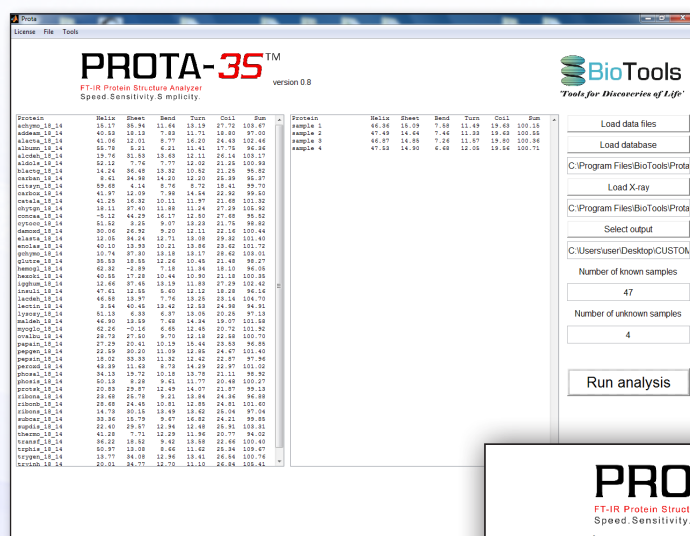 Prota
License File Tools
PROTA-3S™
version 0.8
FT-IR Protein Structure Analyzer
Speed.Sensitivity.Simplicity.
BioTools
'Tools for Discoveries of Life'
Protein Helix Sheet Bend Turn Coil Sum
achymo_18_14 15.17 35.94 11.64 13.19 27.72 103.67
addeam_18_14 40.53 18.13 7.83 11.71 18.80 97.00
alacta_18_14 41.06 12.01 8.77 16.20 24.43 102.46
albumn_18_14 55.78 5.21 6.21 11.41 17.75 96.36
alcdeh_18_14 19.76 31.53 13.63 12.11 26.14 103.17
aldols_18_14 52.12 7.76 7.77 12.02 21.25 100.93
blactg_18_14 14.24 36.48 13.32 10.52 21.25 95.82
carban_18_14 8.61 34.98 14.20 12.20 25.39 95.37
citsyn_18_14 59.68 4.14 8.76 8.72 18.41 99.70
carbox_18_14 41.97 12.09 7.98 14.54 22.92 99.50
catala_18_14 41.25 16.32 10.11 11.97 21.68 101.32
chytgn_18_14 18.11 37.40 11.88 11.24 27.29 105.92
concaa_18_14 -5.12 44.29 16.17 12.50 27.68 95.52
cytocc_18_14 51.52 3.25 9.07 13.23 21.75 98.82
damoxd_18_14 30.06 26.92 9.20 12.11 22.16 100.44
elasta_18_14 12.05 34.24 12.71 13.08 29.32 101.40
enclas_18_14 40.10 13.93 10.21 13.86 23.62 101.72
gchymo_18_14 10.74 37.30 13.18 13.17 28.62 103.01
glutre_18_14 35.53 18.55 12.26 10.45 21.48 98.27
hemogl_18_14 62.32 -2.89 7.18 11.34 18.10 96.05
hexoki_18_14 40.55 17.28 10.44 10.90 21.18 100.35
igghum_18_14 12.66 37.45 13.19 11.83 27.29 102.42
insuli_18_14 47.61 12.55 5.60 12.12 18.28 96.16
lacdeh_18_14 46.58 13.97 7.76 13.25 23.14 104.70
lectin_18_14 3.54 40.45 13.42 12.53 24.98 94.91
lysozy_18_14 51.13 6.33 6.37 13.05 20.25 97.13
maldeh_18_14 46.90 13.59 7.68 14.34 19.07 101.58
myoglo_18_14 62.26 -0.16 6.65 12.45 20.72 101.92
ovalbu_18_14 28.73 27.50 9.70 12.18 22.58 100.70
papain_18_14 27.29 20.41 10.19 15.44 23.53 96.85
pepgen_18_14 22.59 30.20 11.09 12.85 24.67 101.40
pepsin_18_14 18.02 33.33 11.32 12.42 22.87 97.96
peroxd_18_14 43.39 11.63 8.73 14.29 22.97 101.02
phosal_18_14 34.13 19.72 10.18 13.78 21.11 98.92
phosis_18_14 50.13 8.28 9.61 11.77 20.48 100.27
protsk_18_14 20.83 29.87 12.49 14.07 21.87 99.13
ribona_18_14 23.68 25.78 9.21 13.84 24.36 96.88
ribonb_18_14 28.68 24.45 10.81 12.85 24.81 101.60
ribons_18_14 14.73 30.15 13.49 13.62 25.04 97.04
subcar_18_14 33.36 15.79 9.67 16.82 24.21 99.85
supdis_18_14 22.40 29.57 12.94 12.48 25.91 103.31
thermo_18_14 41.28 7.71 12.29 11.96 20.77 94.02
transf_18_14 36.22 18.52 9.42 13.58 22.66 100.40
trphis_18_14 50.97 13.08 8.66 11.62 25.34 109.67
trygen_18_14 13.77 34.08 12.96 13.41 26.54 100.76
tryinh_18_14 20.01 34.77 12.70 11.10 26.84 105.41
Protein Helix Sheet Bend Turn Coil Sum
sample 1 46.36 15.09 7.58 11.49 19.63 100.15
sample 2 47.49 14.64 7.46 11.33 19.63 100.55
sample 3 46.87 14.85 7.26 11.57 19.80 100.36
sample 4 47.53 14.90 6.68 12.05 19.56 100.71
Load data files
Load database
C:\Program Files\BioTools\Prota
Load X-ray
C:\Program Files\BioTools\Prota
Select output
C:\Users\user\Desktop\CUSTOM
Number of known samples
47
Number of unknown samples
4
Run analysis
PRO
FT-IR Protein Struct
Speed.Sensitivity.